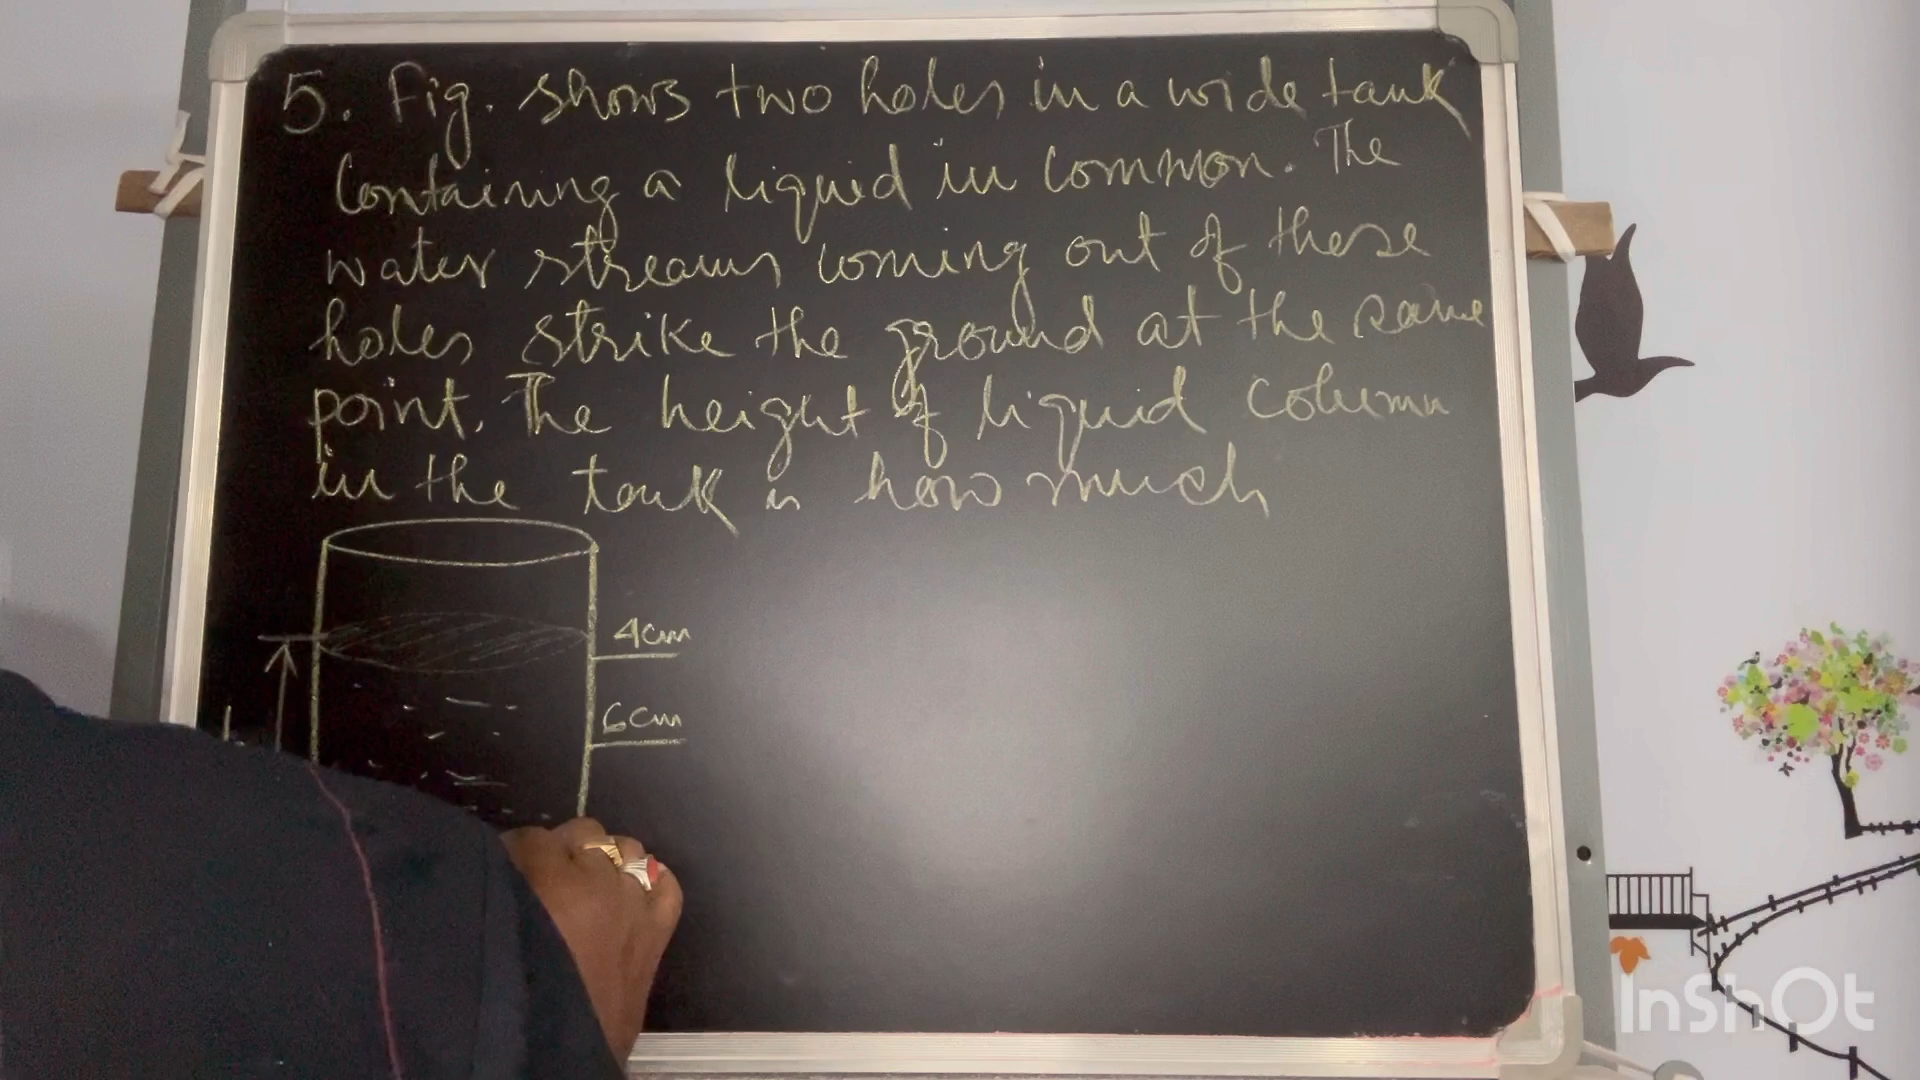 5. Fig. shows two holes in a wide tank
Containing a liquid in common. The
water streams coming out of these
holes strike the ground at the same
point. The height of liquid column
in the tank is how much
4cm
6cm
InShOt